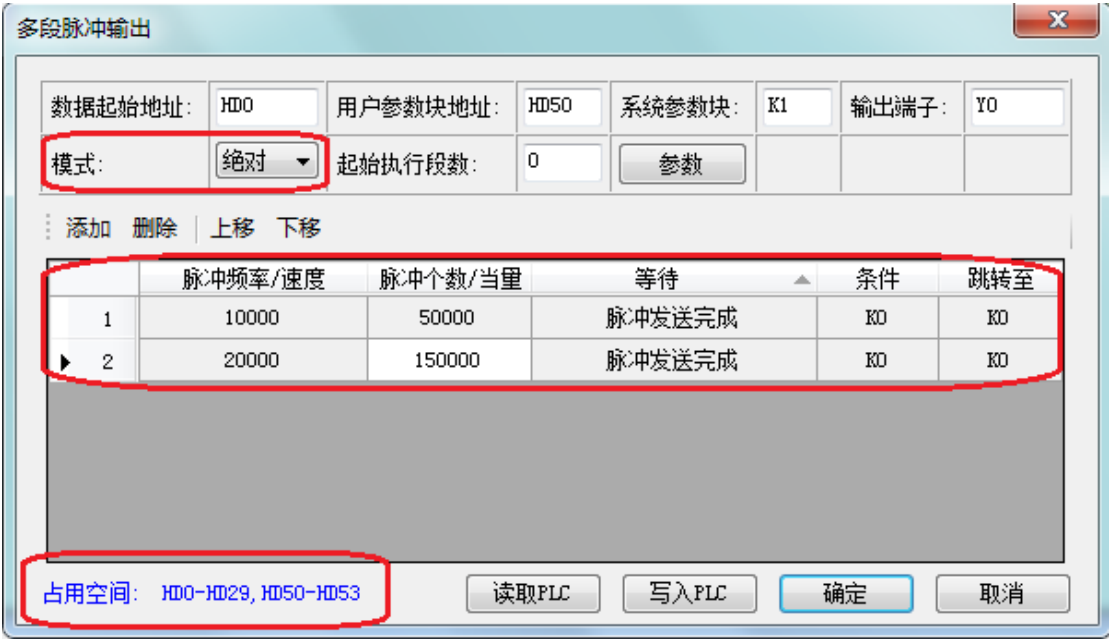 多段脉冲输出
数据起始地址: HD0 用户参数块地址: HD50 系统参数块: K1 输出端子: Y0
模式: 绝对 起始执行段数: 0 参数
添加 删除 上移 下移
脉冲频率/速度 脉冲个数/当量 等待 条件 跳转至
1 10000 50000 脉冲发送完成 K0 K0
2 20000 150000 脉冲发送完成 K0 K0
占用空间: HD0-HD29,HD50-HD53 读取PLC 写入PLC 确定 取消